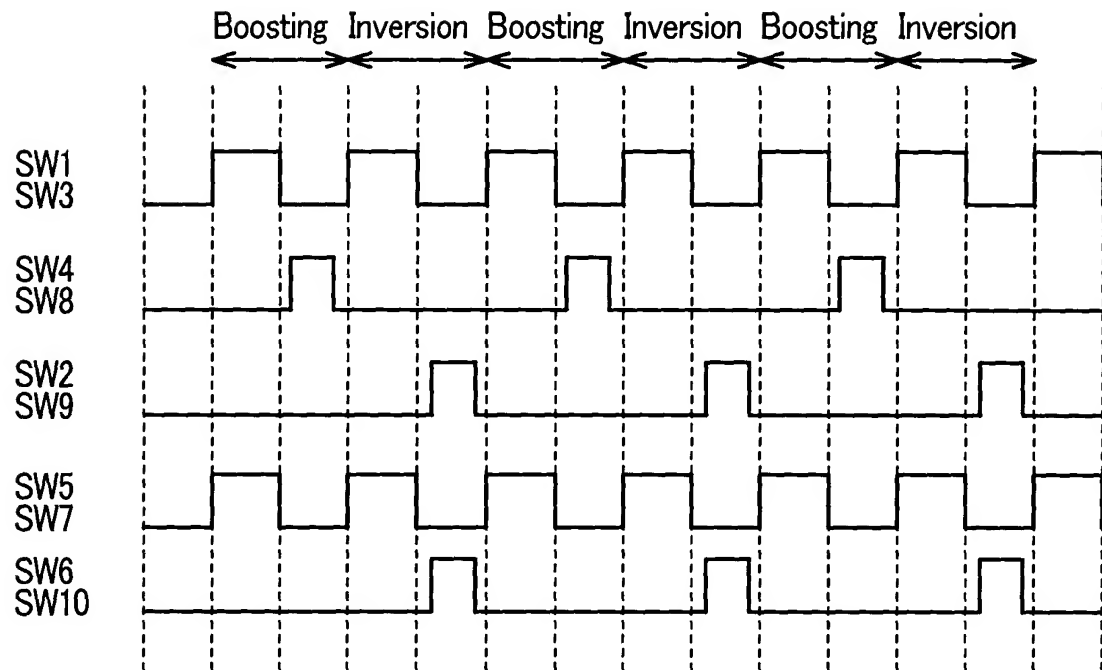 Boosting Inversion Boosting Inversion Boosting Inversion
SW1
SW3
SW4
SW8
SW2
SW9
SW5
SW7
SW6
SW10